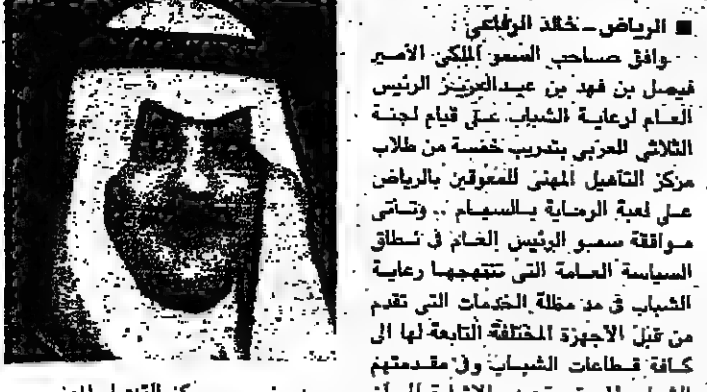 ■ الرياض ـ خالد الرفاعي :
وافق صاحب السمو الملكي الأمير
فيصل بن فهد بن عبدالعزيز الرئيس
العام لرعاية الشباب على قيام لجنة
الثلاثي العربي بتدريب خمسة من طلاب
مركز التأهيل المهني للمعوقين بالرياض
على لعبة الرماية بالسهام .. وتأتي
موافقة سمو الرئيس العام في نطاق
السياسة العامة التي تنتهجها رعاية
الشباب في مد مظلة الخدمات التي تقدم
من قبل الأجهزة المختلفة التابعة لها الى
كافة قطاعات الشباب وفي مقدمتهم